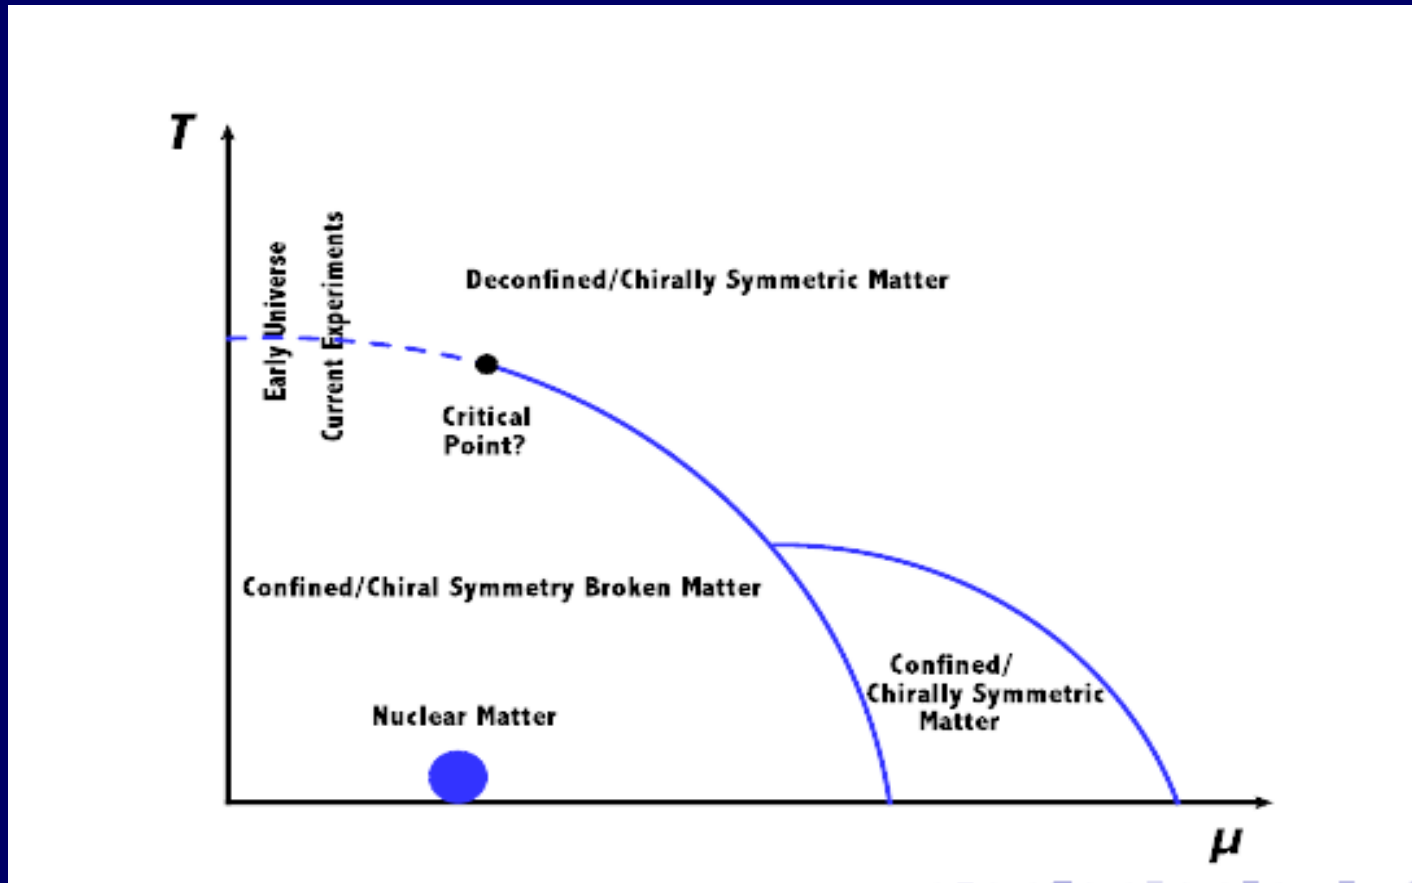 T
Early Universe
Current Experiments
Deconfined/Chirally Symmetric Matter
Critical
Point?
Confined/Chiral Symmetry Broken Matter
Confined/
Chirally Symmetric
Matter
Nuclear Matter
μ